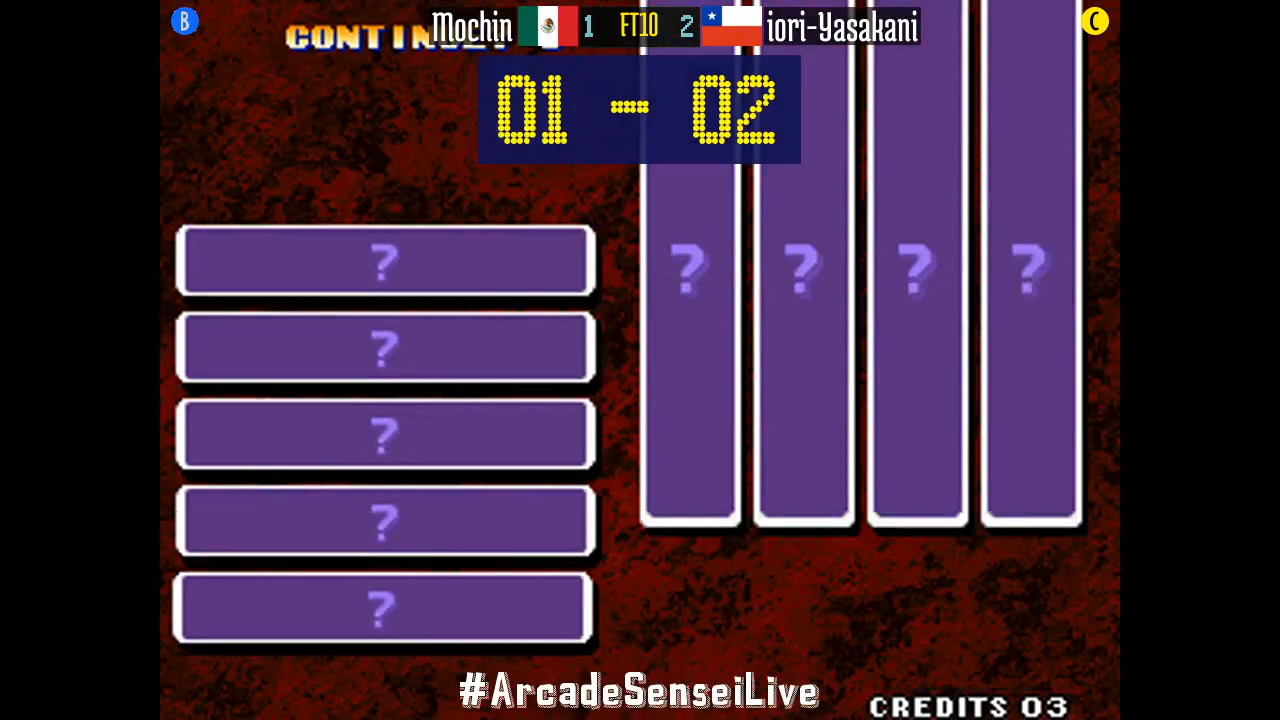 B
Mochin 1 FT10 2 iori-Yasakani
C
01 - 02
? ? ? ?
?
?
?
?
?
#ArcadeSenseiLive
CREDITS 03